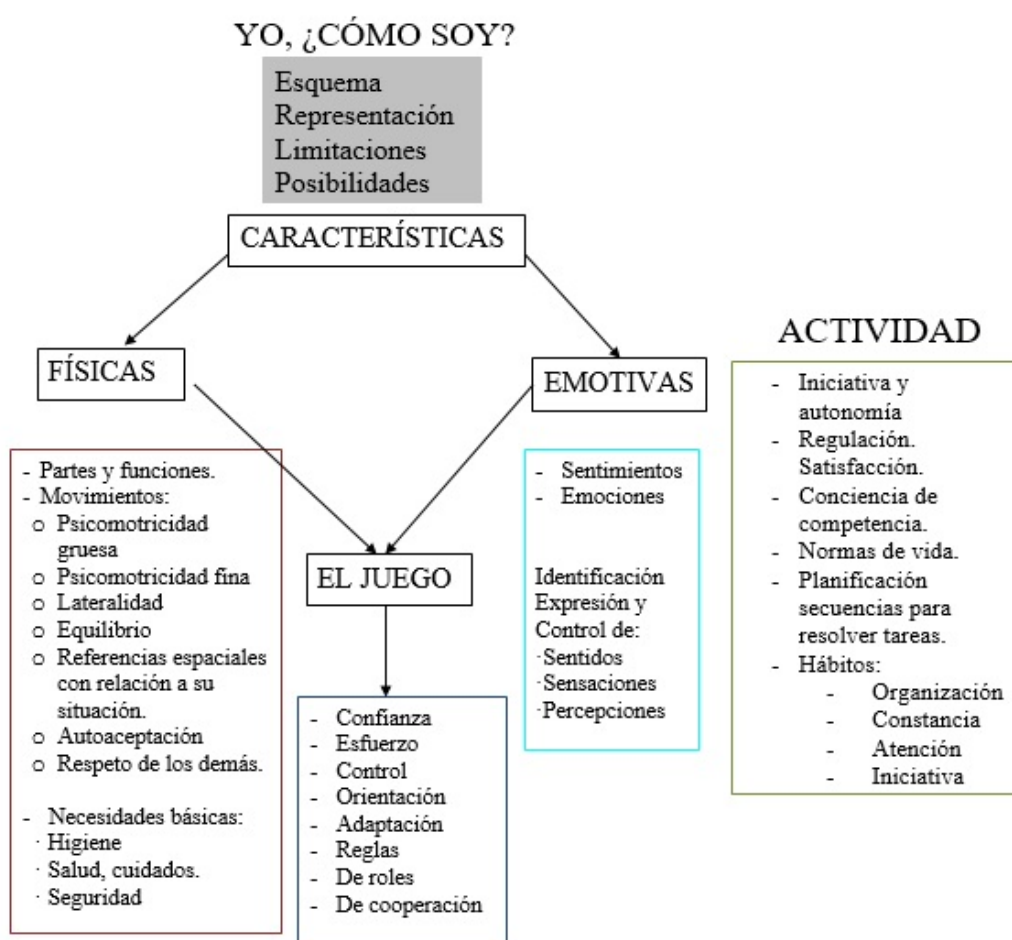 YO, ¿CÓMO SOY?
Esquema
Representación
Limitaciones
Posibilidades
CARACTERÍSTICAS
FÍSICAS
EMOTIVAS
- Partes y funciones.
- Movimientos:
o Psicomotricidad
gruesa
o Psicomotricidad fina
o Lateralidad
o Equilibrio
o Referencias espaciales
con relación a su
situación.
o Autoaceptación
o Respeto de los demás.
- Necesidades básicas:
· Higiene
· Salud, cuidados.
· Seguridad
EL JUEGO
- Confianza
- Esfuerzo
- Control
- Orientación
- Adaptación
- Reglas
- De roles
- De cooperación
- Sentimientos
- Emociones
Identificación
Expresión y
Control de:
·Sentidos
·Sensaciones
·Percepciones
ACTIVIDAD
- Iniciativa y
autonomía
- Regulación.
Satisfacción.
- Conciencia de
competencia.
- Normas de vida.
- Planificación
secuencias para
resolver tareas.
- Hábitos:
- Organización
- Constancia
- Atención
- Iniciativa